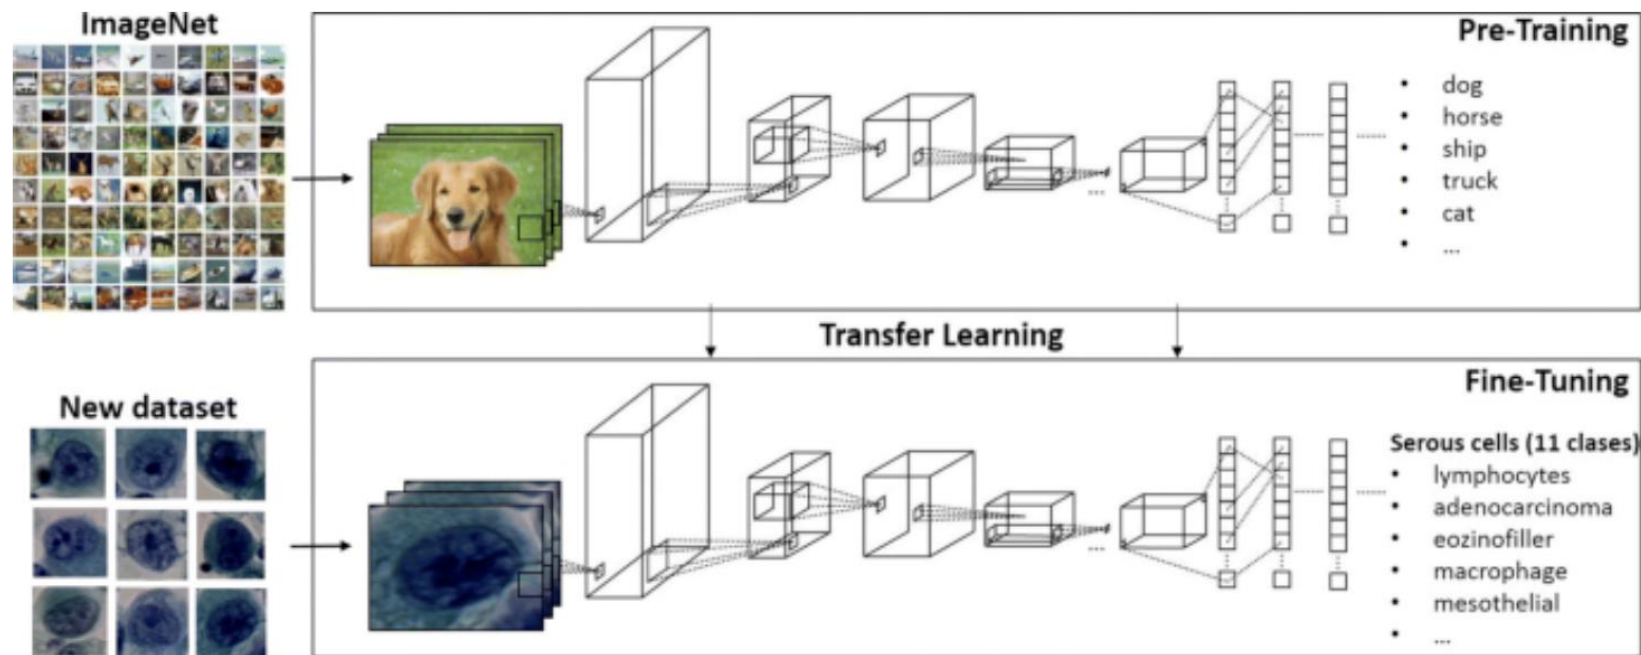 ImageNet
Pre-Training
• dog
• horse
• ship
• truck
• cat
• ...
...
Transfer Learning
Fine-Tuning
New dataset
Serous cells (11 clases)
• lymphocytes
• adenocarcinoma
• eozinofiller
• macrophage
• mesothelial
• ...
...